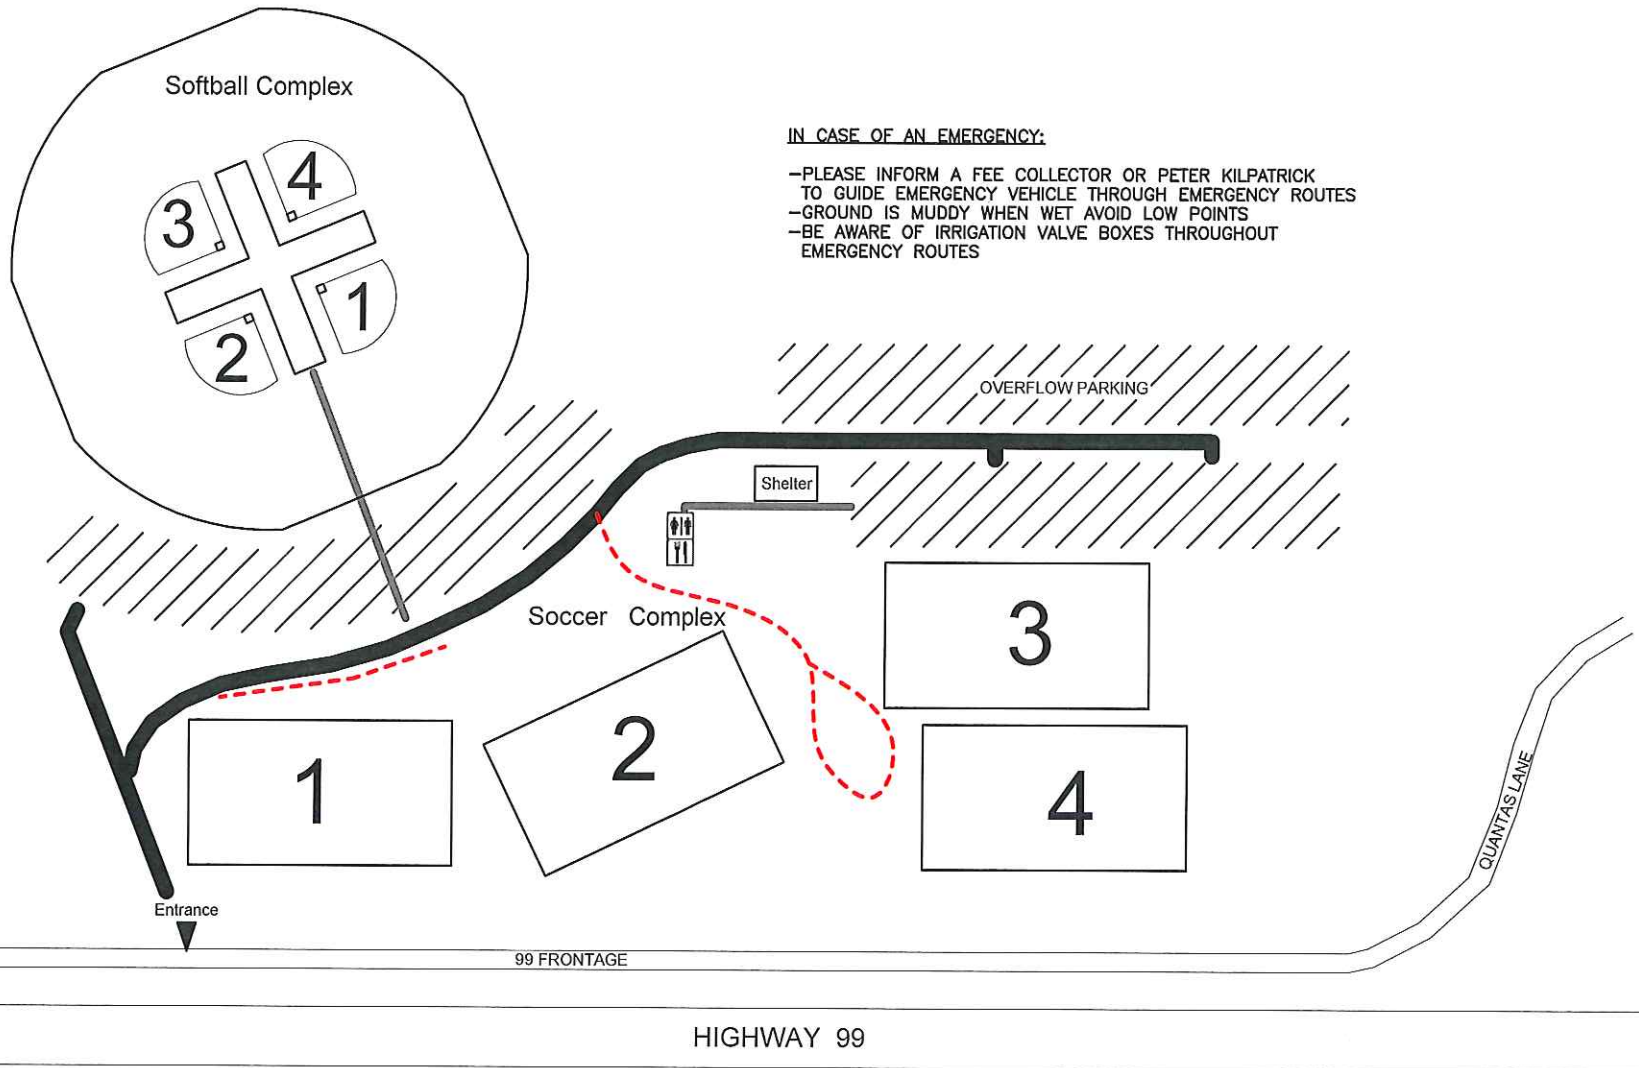 Softball Complex
4
3
1
2
IN CASE OF AN EMERGENCY:
-PLEASE INFORM A FEE COLLECTOR OR PETER KILPATRICK
TO GUIDE EMERGENCY VEHICLE THROUGH EMERGENCY ROUTES
-GROUND IS MUDDY WHEN WET AVOID LOW POINTS
-BE AWARE OF IRRIGATION VALVE BOXES THROUGHOUT
EMERGENCY ROUTES
OVERFLOW PARKING
Shelter
Soccer Complex
3
2
1
4
QUANTAS LANE
Entrance
99 FRONTAGE
HIGHWAY 99